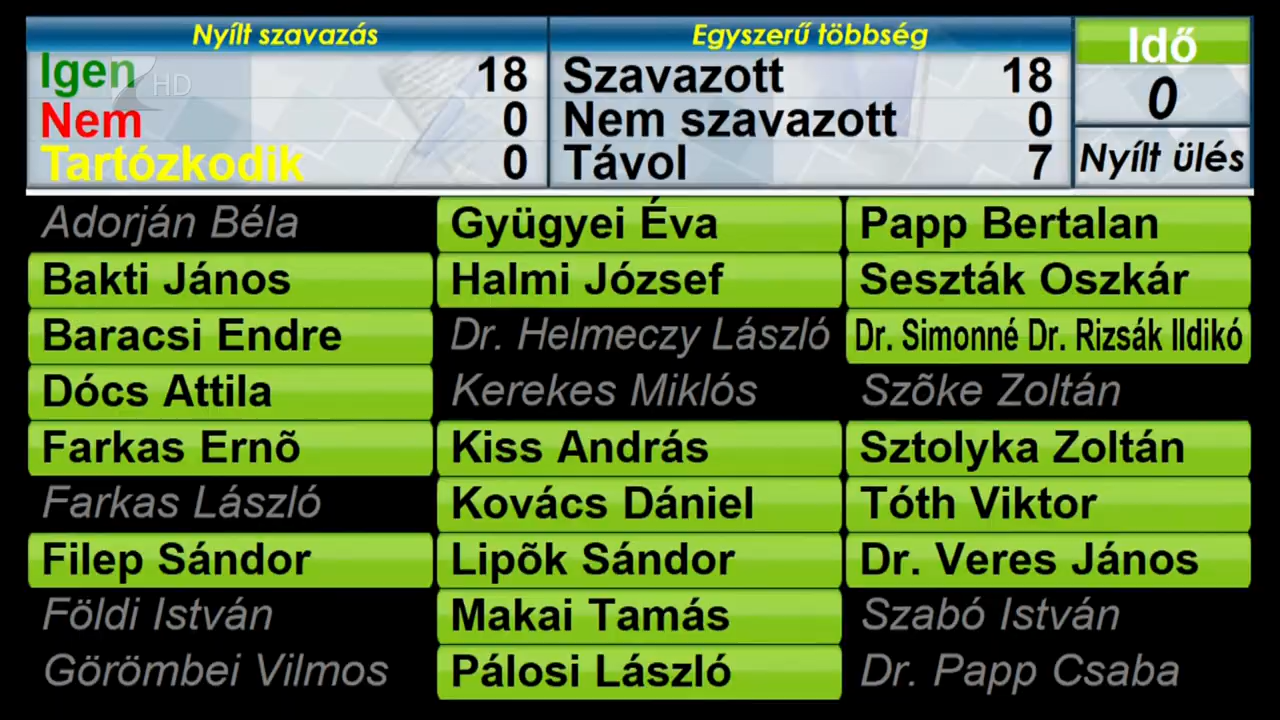 Nyílt szavazás
Igen 18
Nem 0
Tartózkodik 0
Egyszerű többség
Szavazott 18
Nem szavazott 0
Távol 7
Idő
0
Nyílt ülés
HD
Adorján Béla
Bakti János
Baracsi Endre
Dócs Attila
Farkas Ernõ
Farkas László
Filep Sándor
Földi István
Görömbei Vilmos
Gyügyei Éva
Halmi József
Dr. Helmeczy László
Kerekes Miklós
Kiss András
Kovács Dániel
Lipõk Sándor
Makai Tamás
Pálosi László
Papp Bertalan
Seszták Oszkár
Dr. Simonné Dr. Rizsák Ildikó
Szõke Zoltán
Sztolyka Zoltán
Tóth Viktor
Dr. Veres János
Szabó István
Dr. Papp Csaba